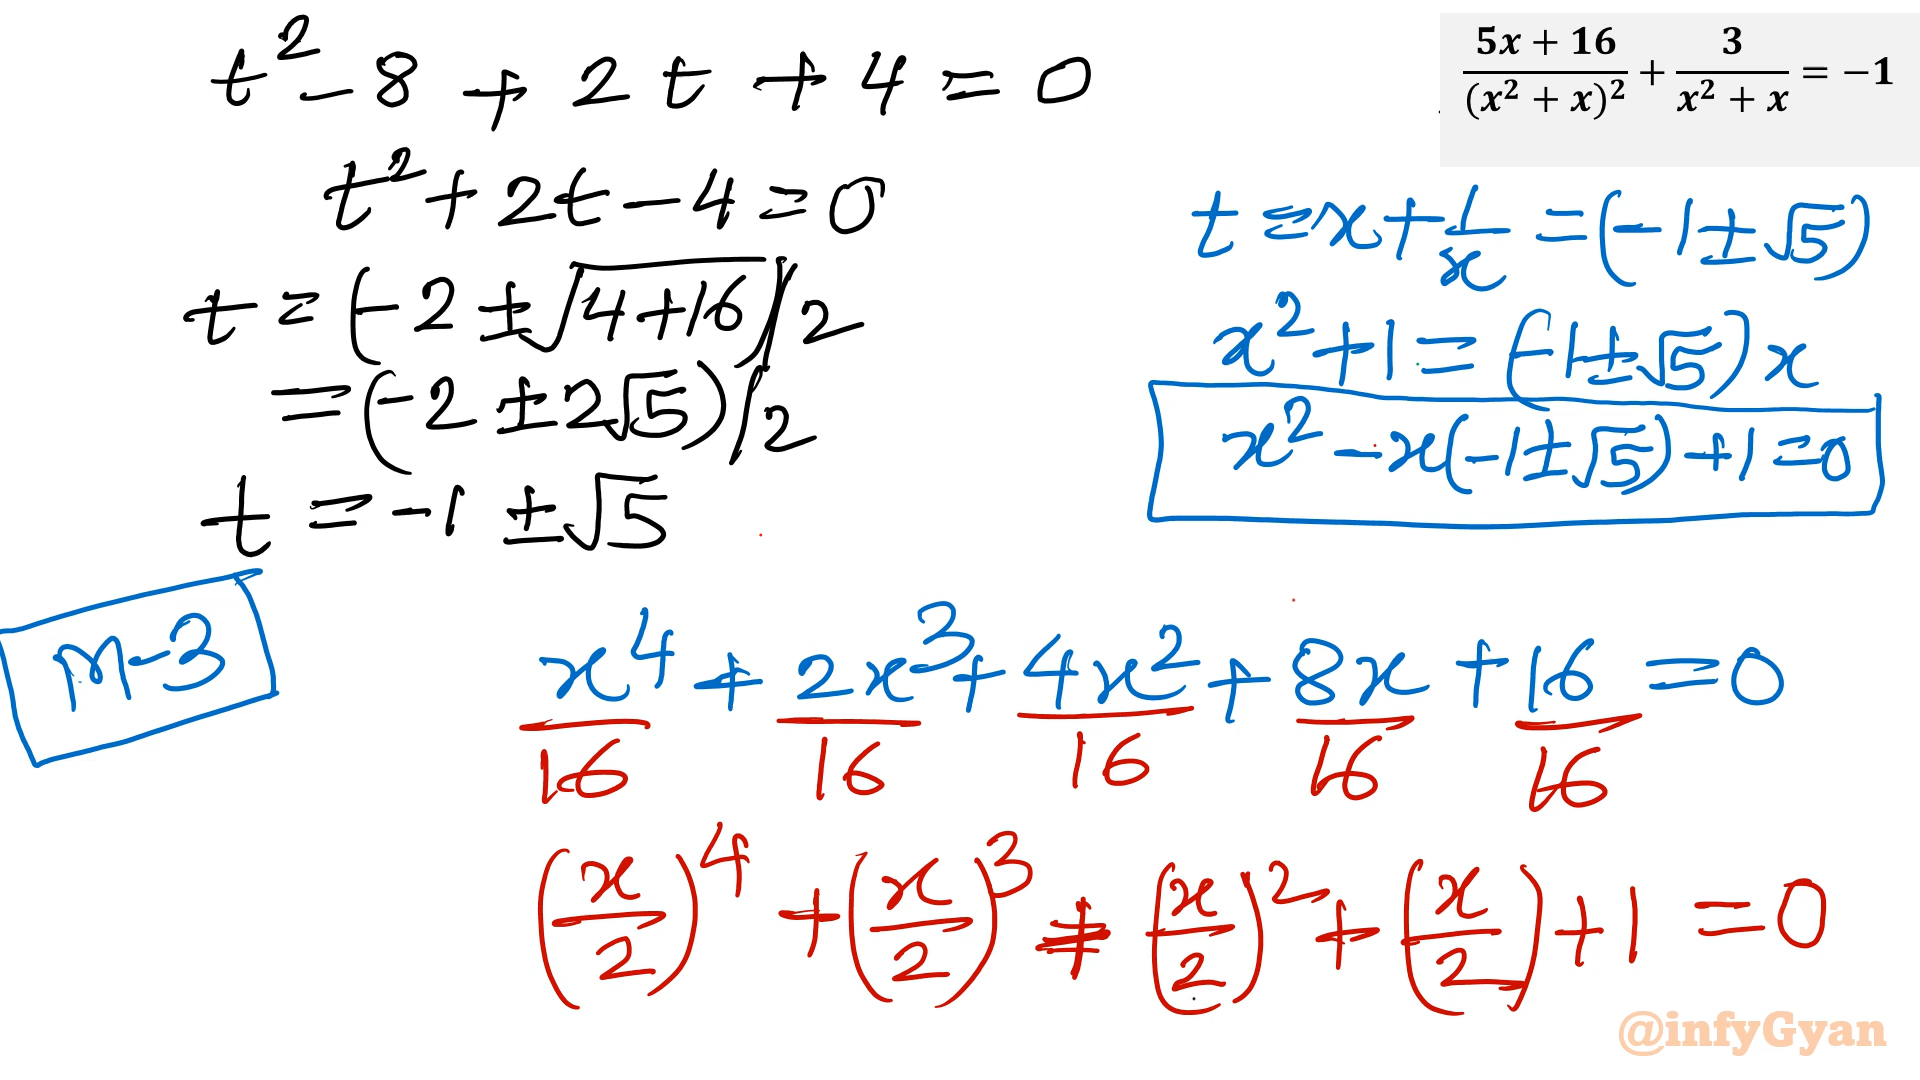 t² - 8 + 2t + 4 = 0
t² + 2t - 4 = 0
t = (-2 ± √(4+16))/2
= (-2 ± 2√5)/2
t = -1 ± √5
(5x + 16)/(x² + x)² + 3/(x² + x) = −1
t = x + 1/x = (-1 ± √5)
x² + 1 = (-1 ± √5)x
x² - x(-1 ± √5) + 1 = 0
M-3
x⁴/16 + 2x³/16 + 4x²/16 + 8x/16 + 16/16 = 0
(x/2)⁴ + (x/2)³ + (x/2)² + (x/2) + 1 = 0
@infyGyan